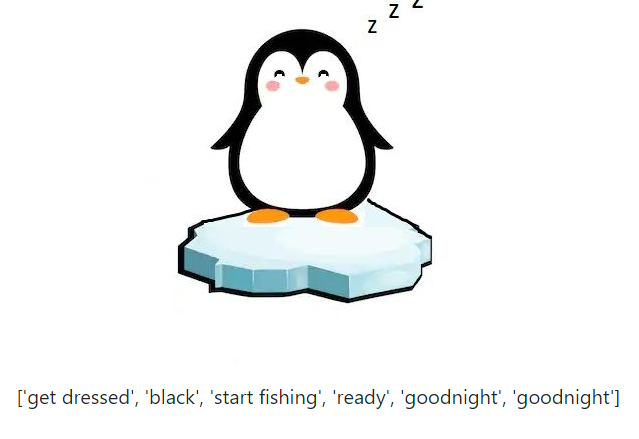 z z z
['get dressed', 'black', 'start fishing', 'ready', 'goodnight', 'goodnight']